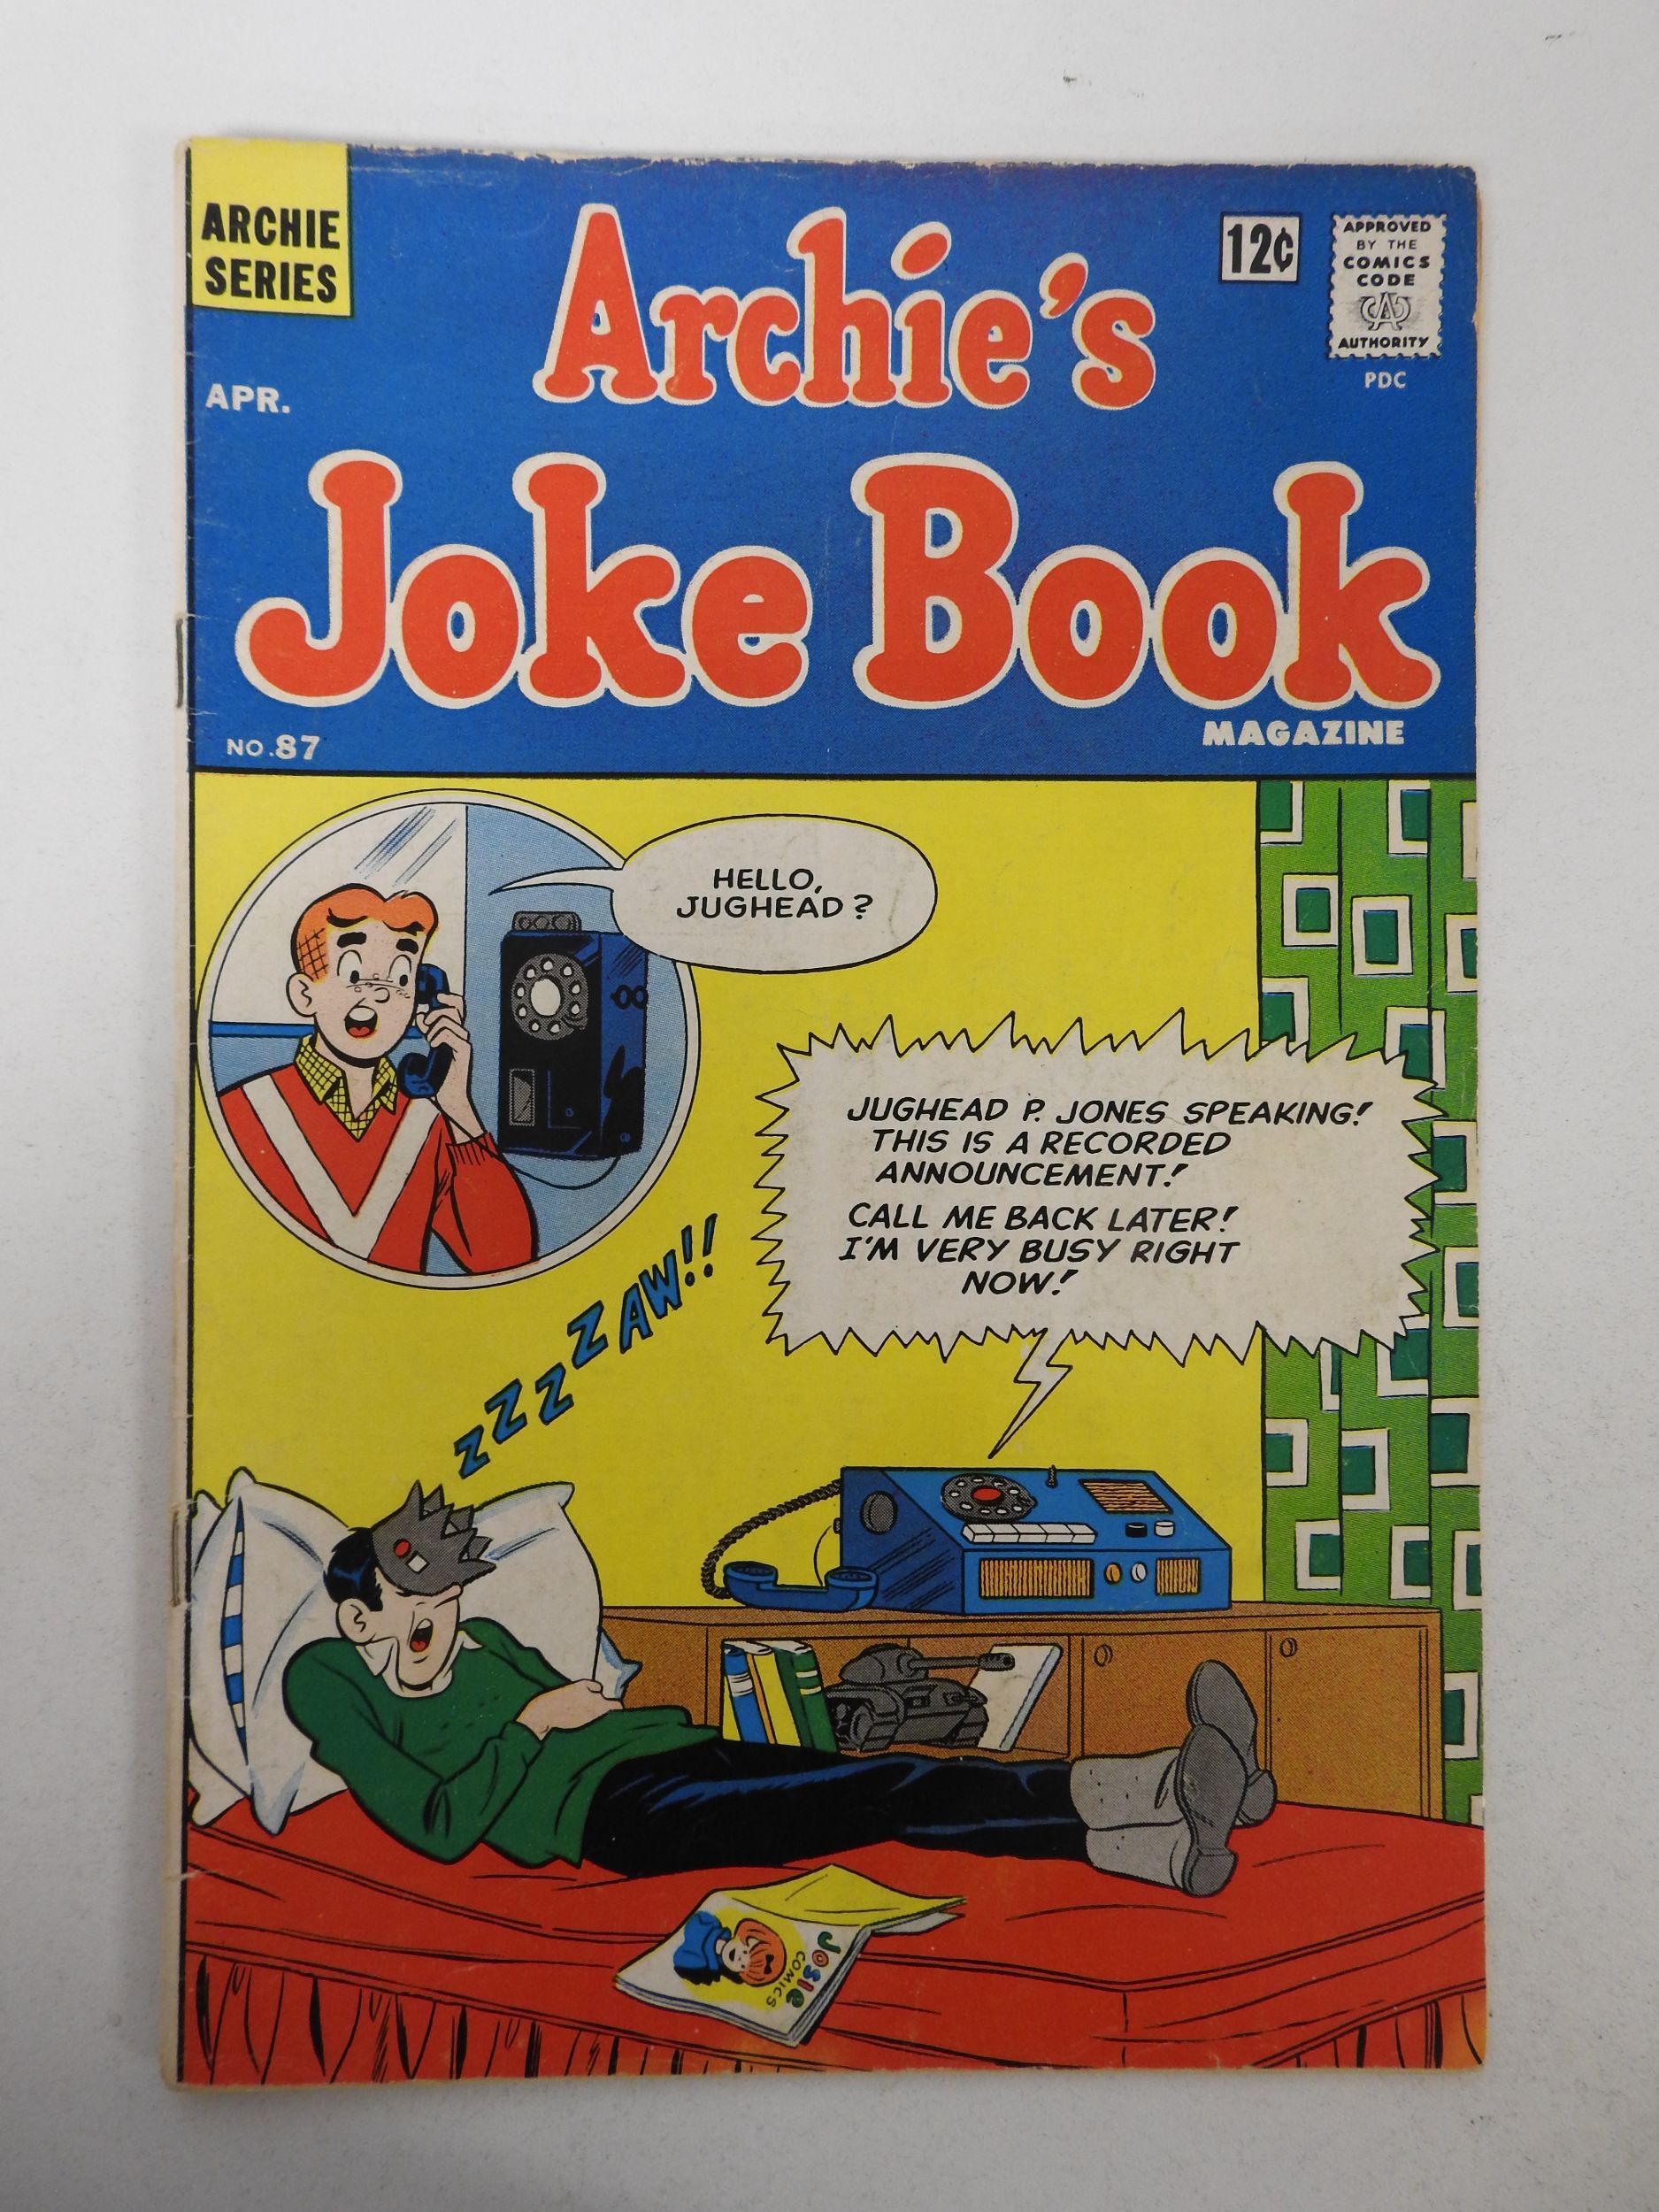 ARCHIE
SERIES
Archie's
12¢
APPROVED
BY THE
COMICS
CODE
CA
AUTHORITY
PDC
APR.
Joke Book
NO. 87
MAGAZINE
HELLO,
JUGHEAD?
JUGHEAD P. JONES SPEAKING!
THIS IS A RECORDED
ANNOUNCEMENT!
CALL ME BACK LATER!
I'M VERY BUSY RIGHT
NOW!
ZZZZAW!!
JOSIE
COMICS